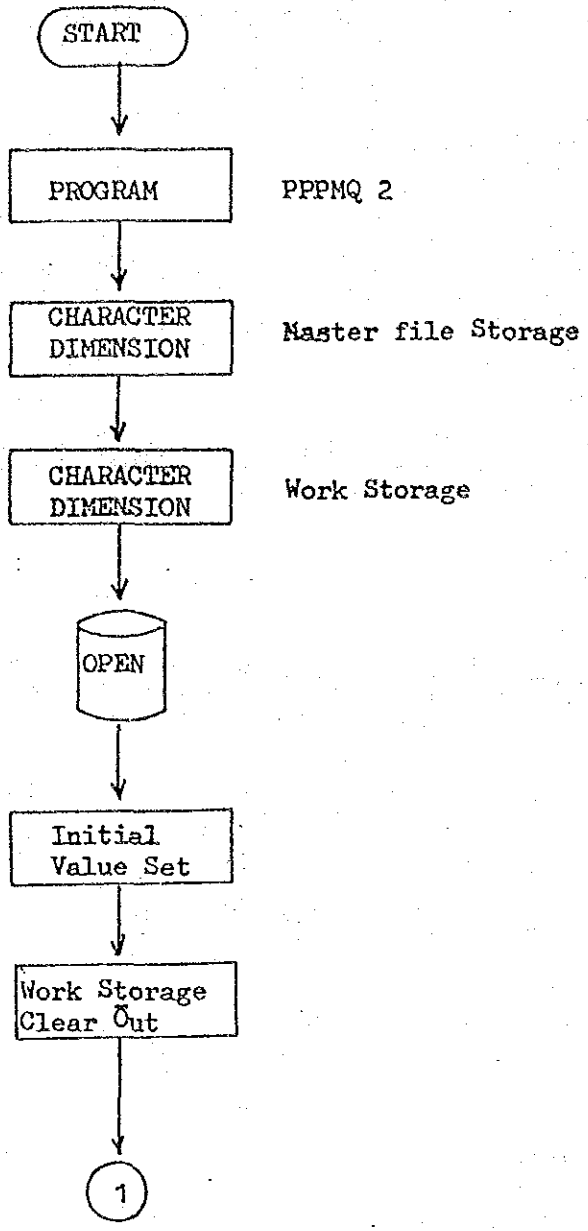 START
PROGRAM PPPMQ 2
CHARACTER
DIMENSION
Master file Storage
CHARACTER
DIMENSION
Work Storage
OPEN
Initial
Value Set
Work Storage
Clear Out
1